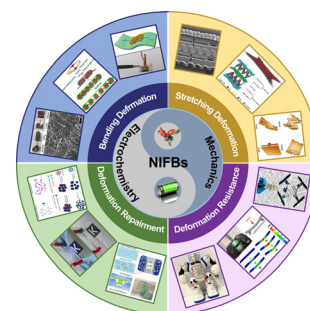 Bending Defrmation
Stretching Deformation
Electrochemistry
Mechanics
NIFBs
Deformation Repairment
Deformation Resistance